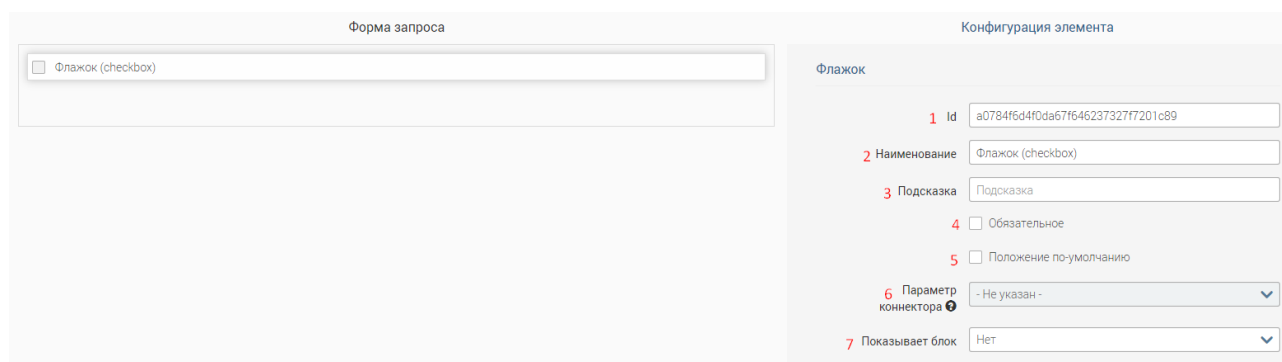 Форма запроса
Конфигурация элемента
Флажок (checkbox)
Флажок
1 Id a0784f6d4f0da67f646237327f7201c89
2 Наименование Флажок (checkbox)
3 Подсказка Подсказка
4 Обязательное
5 Положение по-умолчанию
6 Параметр
коннектора ? - Не указан -
7 Показывает блок Нет